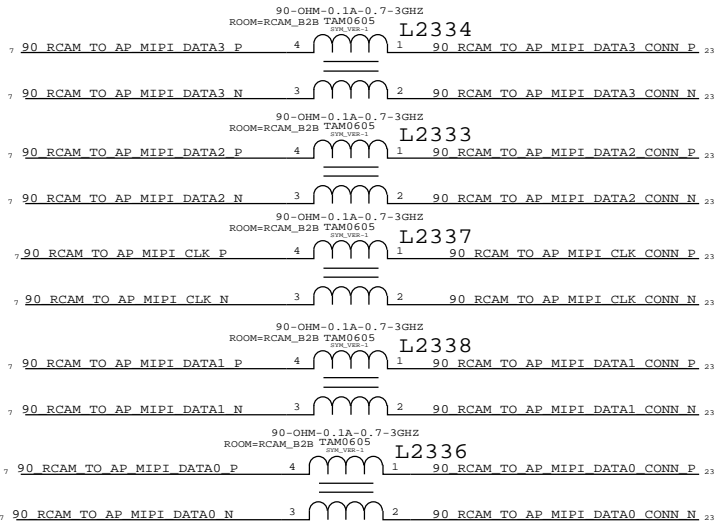 90-OHM-0.1A-0.7-3GHZ
ROOM=RCAM_B2B TAM0605
SYM_VER-1
L2334
7 90_RCAM_TO_AP_MIPI_DATA3_P 4 1 90_RCAM_TO_AP_MIPI_DATA3_CONN_P 23
7 90_RCAM_TO_AP_MIPI_DATA3_N 3 2 90_RCAM_TO_AP_MIPI_DATA3_CONN_N 23
90-OHM-0.1A-0.7-3GHZ
ROOM=RCAM_B2B TAM0605
SYM_VER-1
L2333
7 90_RCAM_TO_AP_MIPI_DATA2_P 4 1 90_RCAM_TO_AP_MIPI_DATA2_CONN_P 23
7 90_RCAM_TO_AP_MIPI_DATA2_N 3 2 90_RCAM_TO_AP_MIPI_DATA2_CONN_N 23
90-OHM-0.1A-0.7-3GHZ
ROOM=RCAM_B2B TAM0605
SYM_VER-1
L2337
7 90_RCAM_TO_AP_MIPI_CLK_P 4 1 90_RCAM_TO_AP_MIPI_CLK_CONN_P 23
7 90_RCAM_TO_AP_MIPI_CLK_N 3 2 90_RCAM_TO_AP_MIPI_CLK_CONN_N 23
90-OHM-0.1A-0.7-3GHZ
ROOM=RCAM_B2B TAM0605
SYM_VER-1
L2338
7 90_RCAM_TO_AP_MIPI_DATA1_P 4 1 90_RCAM_TO_AP_MIPI_DATA1_CONN_P 23
7 90_RCAM_TO_AP_MIPI_DATA1_N 3 2 90_RCAM_TO_AP_MIPI_DATA1_CONN_N 23
90-OHM-0.1A-0.7-3GHZ
ROOM=RCAM_B2B TAM0605
SYM_VER-1
L2336
7 90_RCAM_TO_AP_MIPI_DATA0_P 4 1 90_RCAM_TO_AP_MIPI_DATA0_CONN_P 23
7 90_RCAM_TO_AP_MIPI_DATA0_N 3 2 90_RCAM_TO_AP_MIPI_DATA0_CONN_N 23